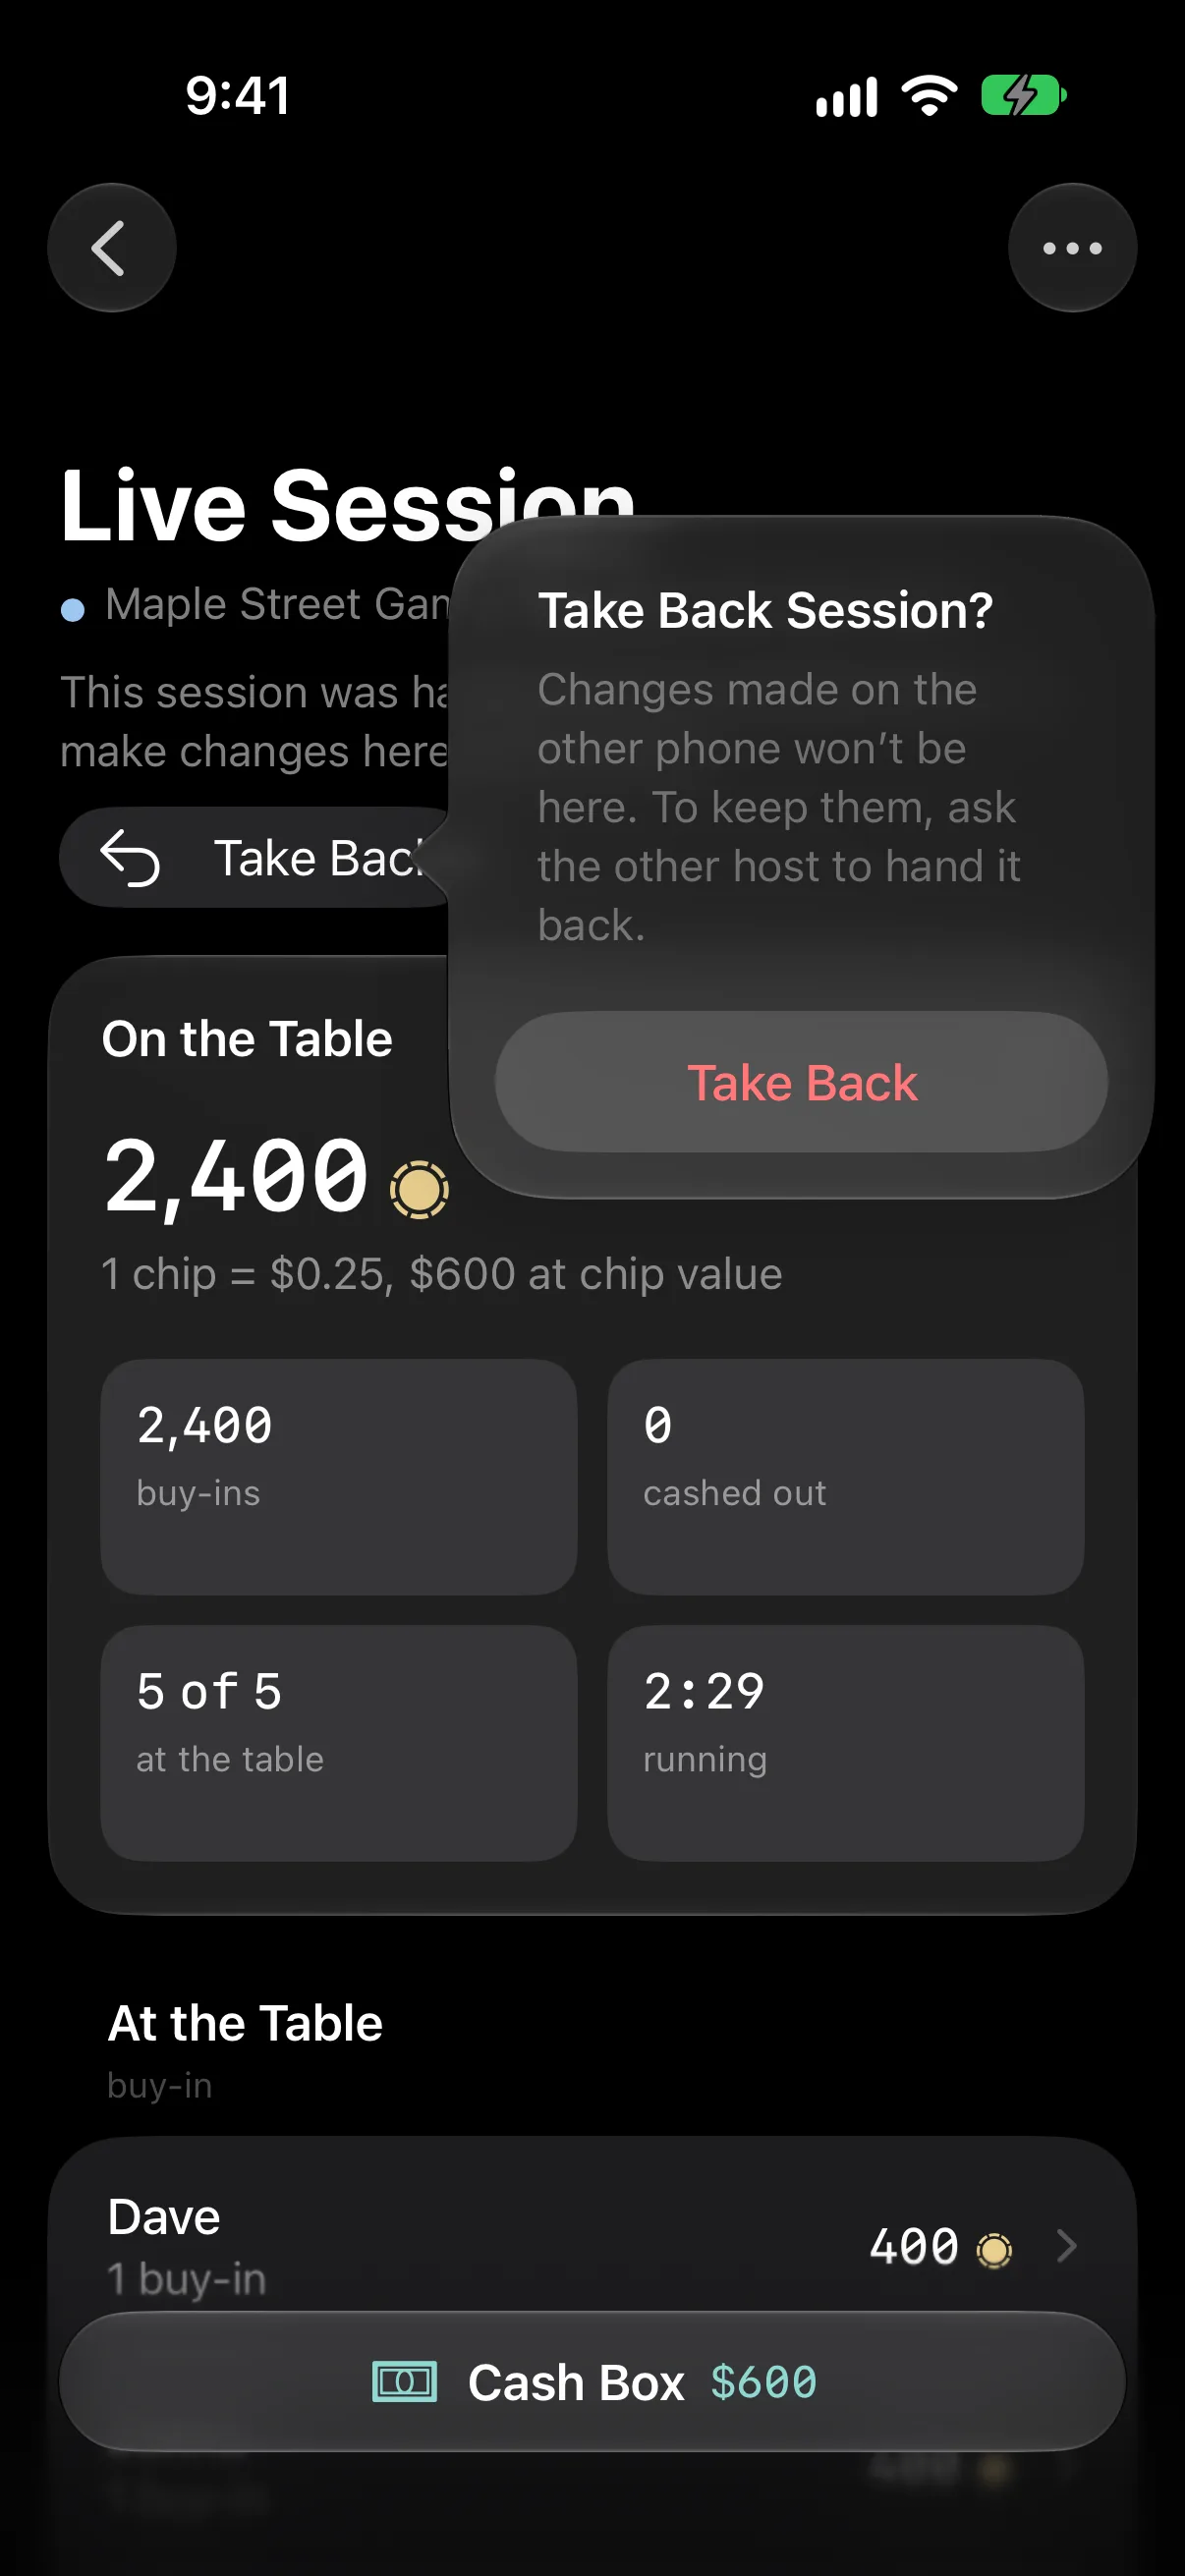 9:41
Live Session
Maple Street
This session was
make changes here
Take Back
Take Back Session?
Changes made on the
other phone won’t be
here. To keep them, ask
the other host to hand it
back.
Take Back
On the Table
2,400
1 chip = $0.25, $600 at chip value
2,400
buy-ins
0
cashed out
5 of 5
at the table
2:29
running
At the Table
buy-in
Dave
400
1 buy-in
Cash Box $600